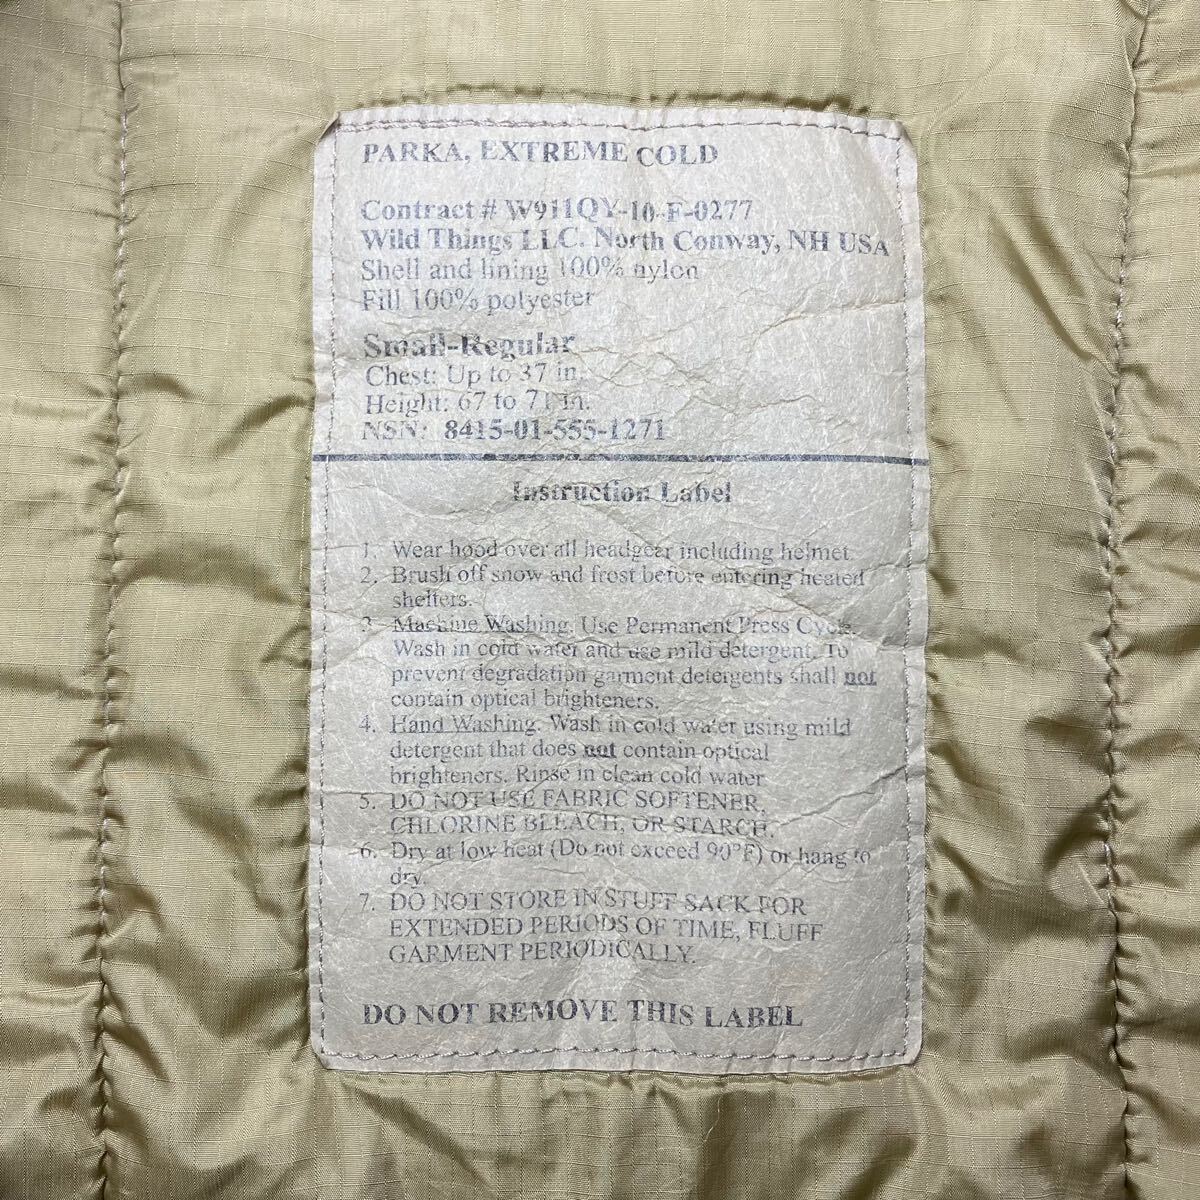 PARKA, EXTREME COLD
Contract # W911QY-10-F-0277
Wild Things LLC. North Conway, NH USA
Shell and lining 100% nylon
Fill 100% polyester
Small-Regular
Chest: Up to 37 in.
Height: 67 to 71 in.
NSN: 8415-01-555-1271
Instruction Label
1. Wear hood over all headgear including helmet.
2. Brush off snow and frost before entering heated
shelters.
3. Machine Washing. Use Permanent Press Cycle.
Wash in cold water and use mild detergent. To
prevent degradation garment detergents shall not
contain optical brighteners.
4. Hand Washing. Wash in cold water using mild
detergent that does not contain optical
brighteners. Rinse in clean cold water
5. DO NOT USE FABRIC SOFTENER,
CHLORINE BLEACH, OR STARCH.
6. Dry at low heat (Do not exceed 90°F) or hang to
dry.
7. DO NOT STORE IN STUFF SACK FOR
EXTENDED PERIODS OF TIME, FLUFF
GARMENT PERIODICALLY.
DO NOT REMOVE THIS LABEL